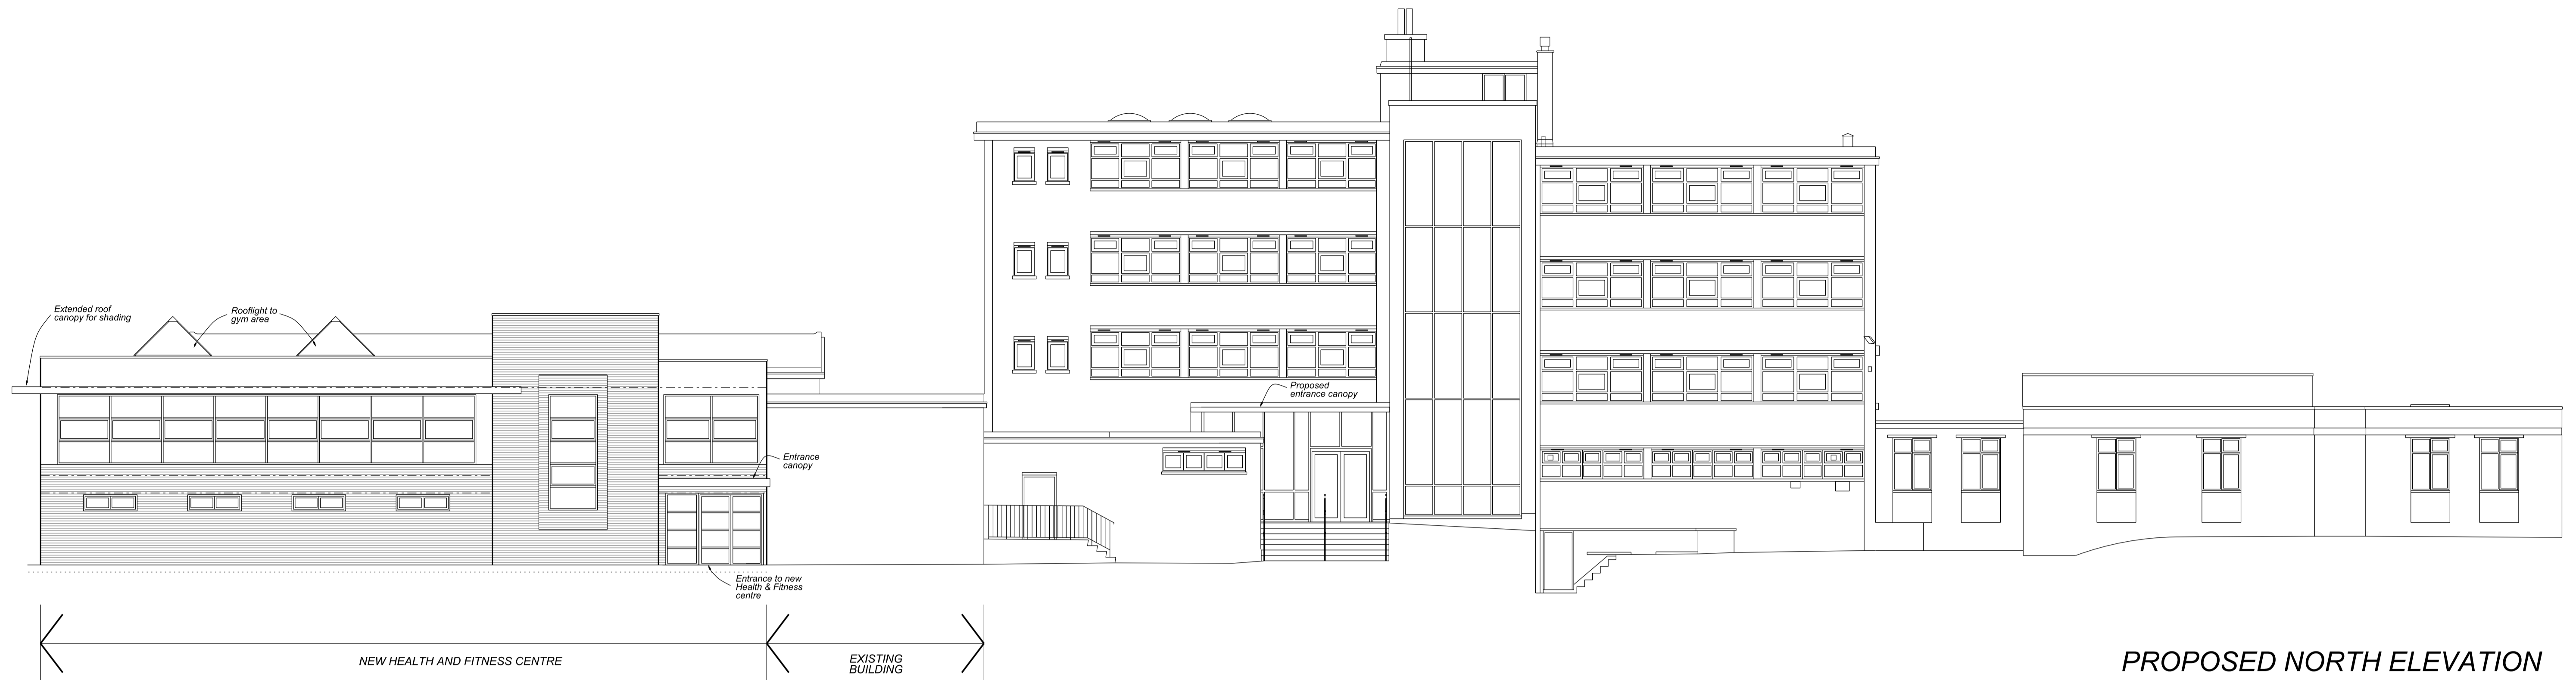 Extended roof
canopy for shading
Rooflight to
gym area
Proposed
entrance canopy
Entrance
canopy
Entrance to new
Health & Fitness
centre
NEW HEALTH AND FITNESS CENTRE
EXISTING
BUILDING
PROPOSED NORTH ELEVATION